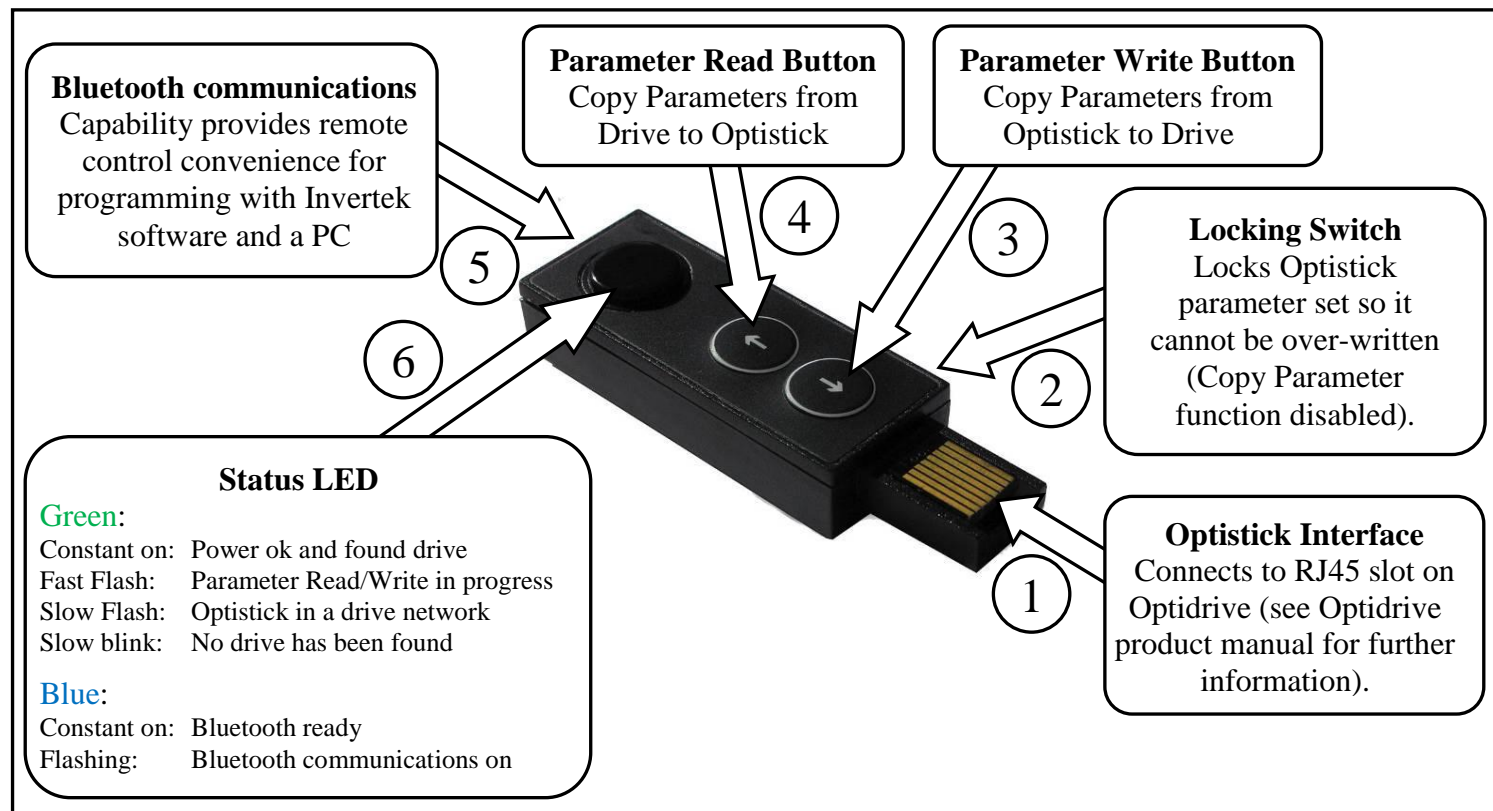 Bluetooth communications
Capability provides remote
control convenience for
programming with Invertek
software and a PC
Parameter Read Button
Copy Parameters from
Drive to Optistick
Parameter Write Button
Copy Parameters from
Optistick to Drive
4
3
5
Locking Switch
Locks Optistick
parameter set so it
cannot be over-written
(Copy Parameter
function disabled).
6
2
←
→
Status LED
Green:
Constant on: Power ok and found drive
Fast Flash: Parameter Read/Write in progress
Slow Flash: Optistick in a drive network
Slow blink: No drive has been found
Blue:
Constant on: Bluetooth ready
Flashing: Bluetooth communications on
1
Optistick Interface
Connects to RJ45 slot on
Optidrive (see Optidrive
product manual for further
information).